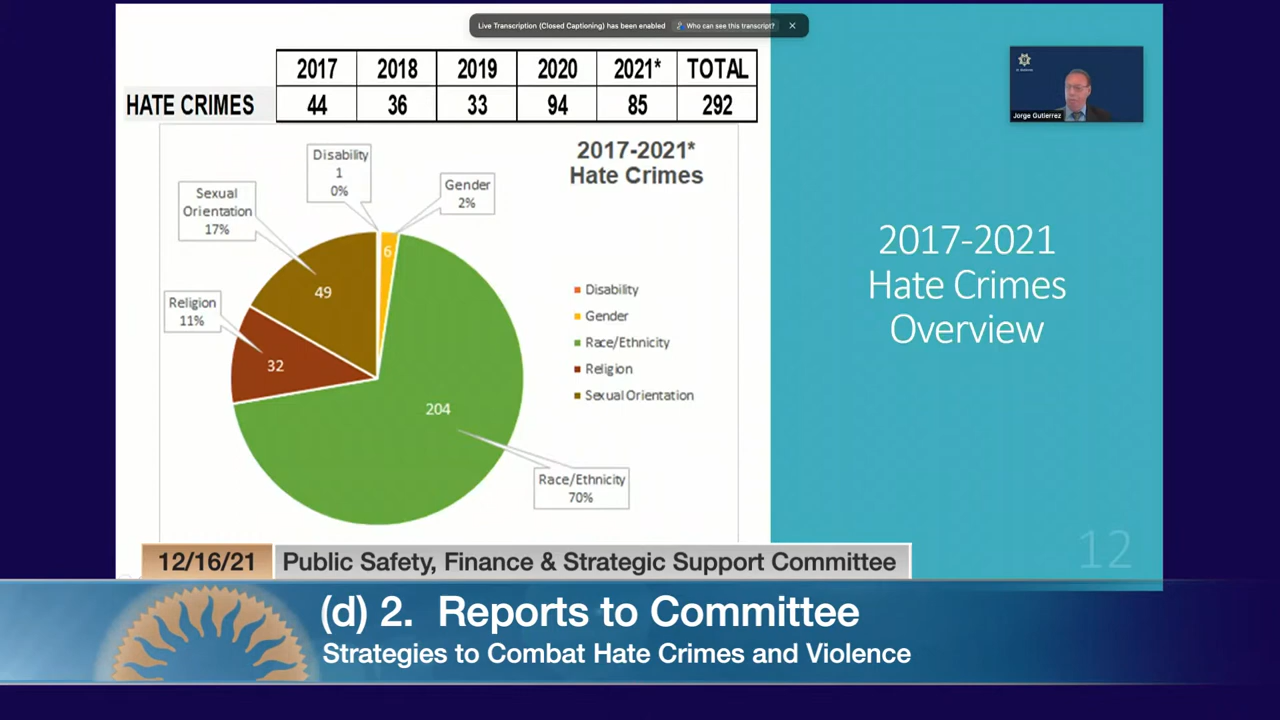 Live Transcription (Closed Captioning) has been enabled Who can see this transcript? ×
2017 2018 2019 2020 2021* TOTAL
HATE CRIMES 44 36 33 94 85 292
2017-2021*
Hate Crimes
Disability
1
0%
Gender
2%
Sexual
Orientation
17%
Religion
11%
6
49
32
204
Race/Ethnicity
70%
Disability
Gender
Race/Ethnicity
Religion
Sexual Orientation
Jorge Gutierrez
2017-2021
Hate Crimes
Overview
12
12/16/21 Public Safety, Finance & Strategic Support Committee
(d) 2. Reports to Committee
Strategies to Combat Hate Crimes and Violence